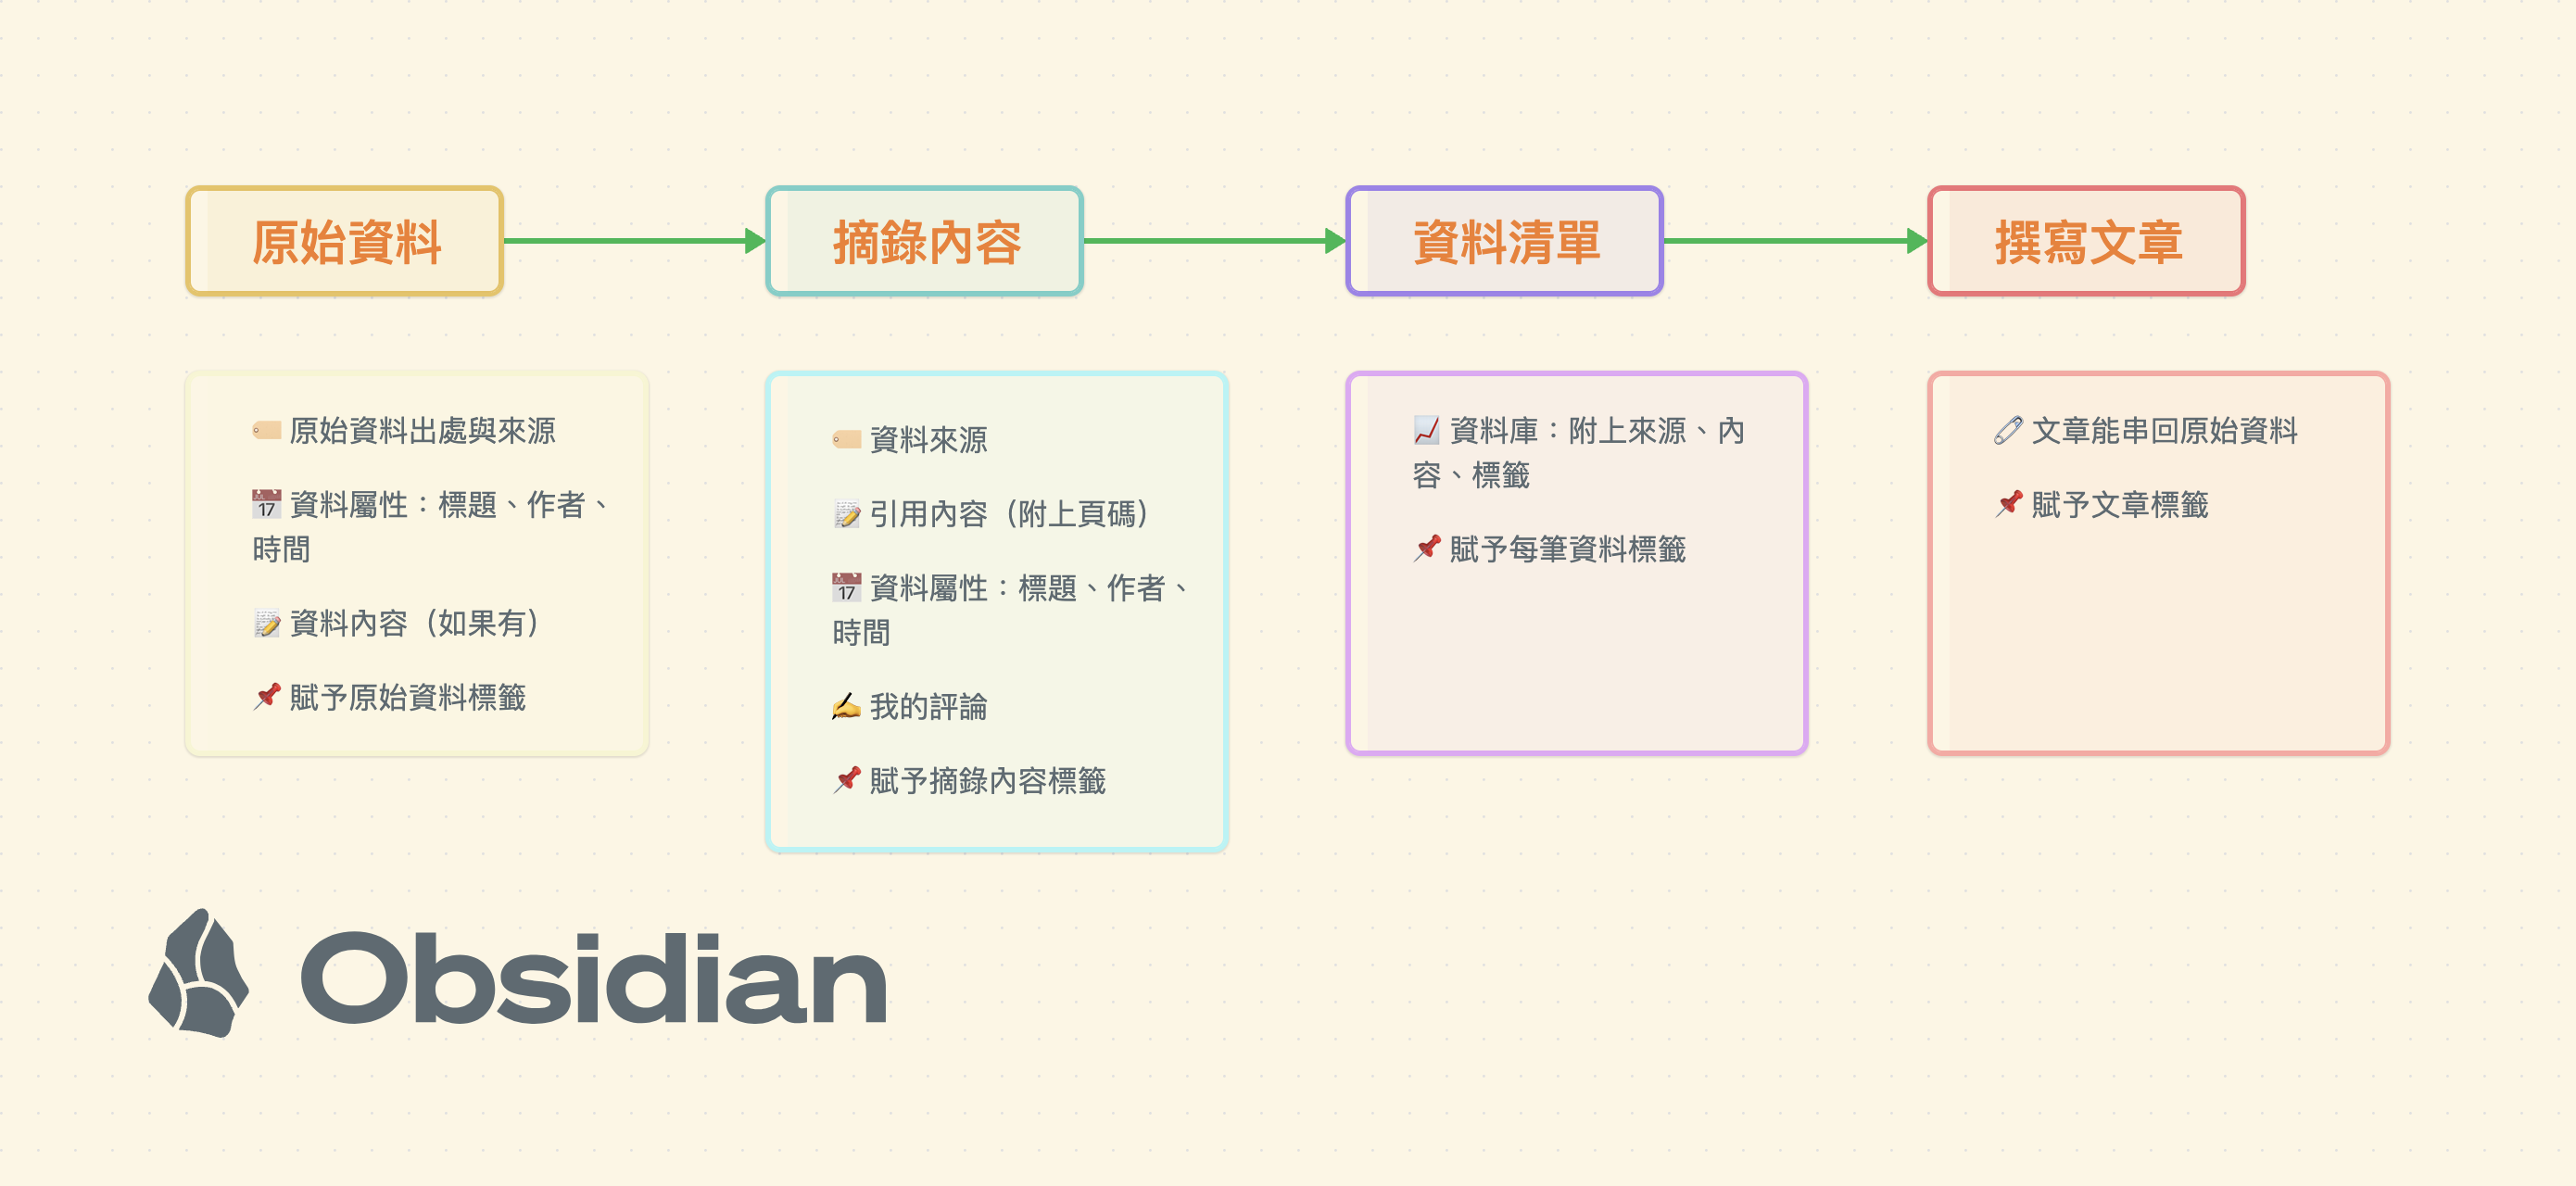 原始資料
摘錄內容
資料清單
撰寫文章
🏷️ 原始資料出處與來源
📅 資料屬性：標題、作者、
時間
📝 資料內容（如果有）
📌 賦予原始資料標籤
🏷️ 資料來源
📝 引用內容（附上頁碼）
📅 資料屬性：標題、作者、
時間
✍️ 我的評論
📌 賦予摘錄內容標籤
📈 資料庫：附上來源、內
容、標籤
📌 賦予每筆資料標籤
🧷 文章能串回原始資料
📌 賦予文章標籤
Obsidian